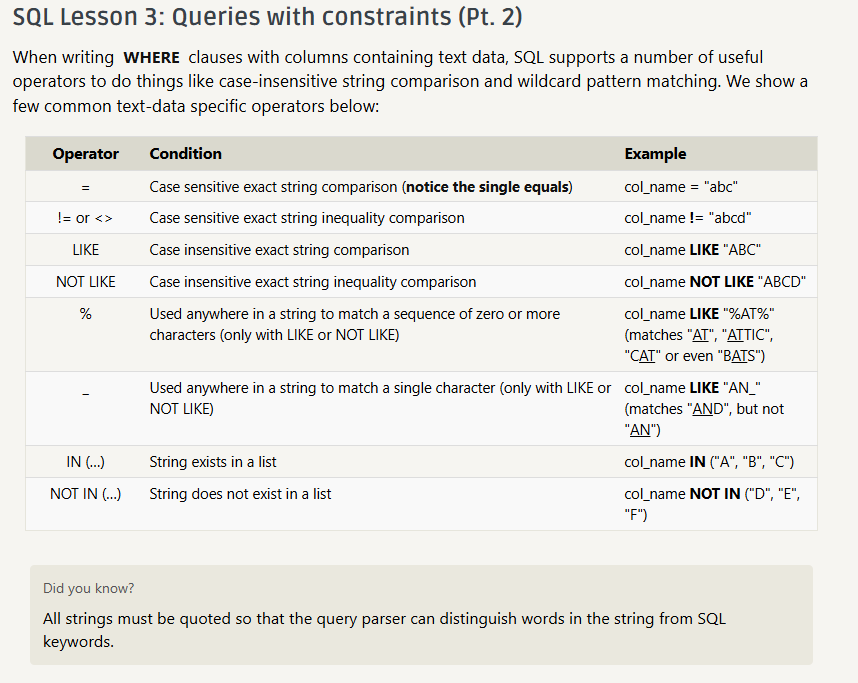 SQL Lesson 3: Queries with constraints (Pt. 2)
When writing WHERE clauses with columns containing text data, SQL supports a number of useful
operators to do things like case-insensitive string comparison and wildcard pattern matching. We show a
few common text-data specific operators below:
Operator Condition Example
= Case sensitive exact string comparison (notice the single equals) col_name = "abc"
!= or <> Case sensitive exact string inequality comparison col_name != "abcd"
LIKE Case insensitive exact string comparison col_name LIKE "ABC"
NOT LIKE Case insensitive exact string inequality comparison col_name NOT LIKE "ABCD"
% Used anywhere in a string to match a sequence of zero or more col_name LIKE "%AT%"
characters (only with LIKE or NOT LIKE) (matches "AT", "ATTIC",
"CAT" or even "BATS")
_ Used anywhere in a string to match a single character (only with LIKE or col_name LIKE "AN_"
NOT LIKE) (matches "AND", but not
"AN")
IN (...) String exists in a list col_name IN ("A", "B", "C")
NOT IN (...) String does not exist in a list col_name NOT IN ("D", "E",
"F")
Did you know?
All strings must be quoted so that the query parser can distinguish words in the string from SQL
keywords.